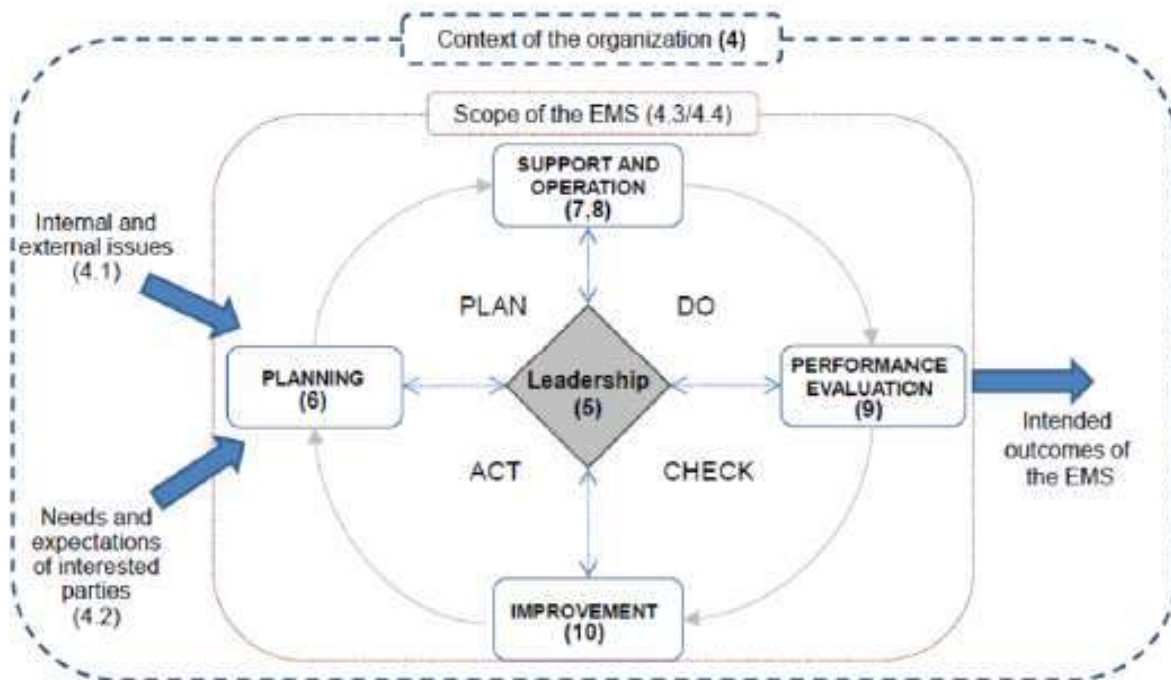 Context of the organization (4)
Scope of the EMS (4.3/4.4)
SUPPORT AND
OPERATION
(7,8)
Internal and
external issues
(4.1)
PLAN
DO
PLANNING
(6)
Leadership
(5)
PERFORMANCE
EVALUATION
(9)
Intended
outcomes of
the EMS
ACT
CHECK
Needs and
expectations
of interested
parties
(4.2)
IMPROVEMENT
(10)